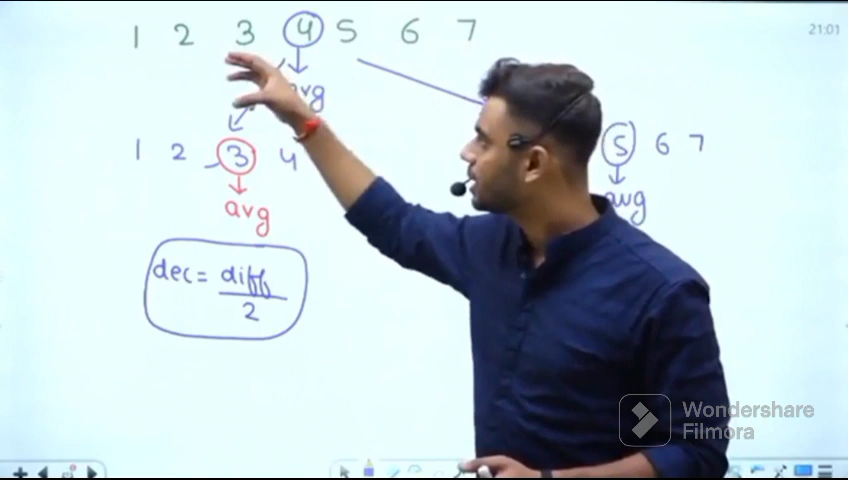 1 2 3 4 5 6 7
21:01
avg
1 2 3 4
5 6 7
avg
avg
dec = diff
2
Wondershare
Filmora